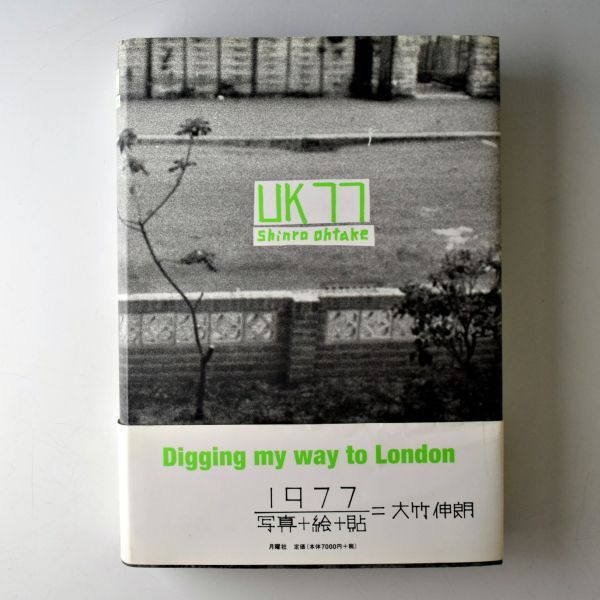 UK77
Shinro Ohtake
Digging my way to London
1977
写真+絵+貼
=大竹伸朗
月曜社 定価(本体7000円+税)